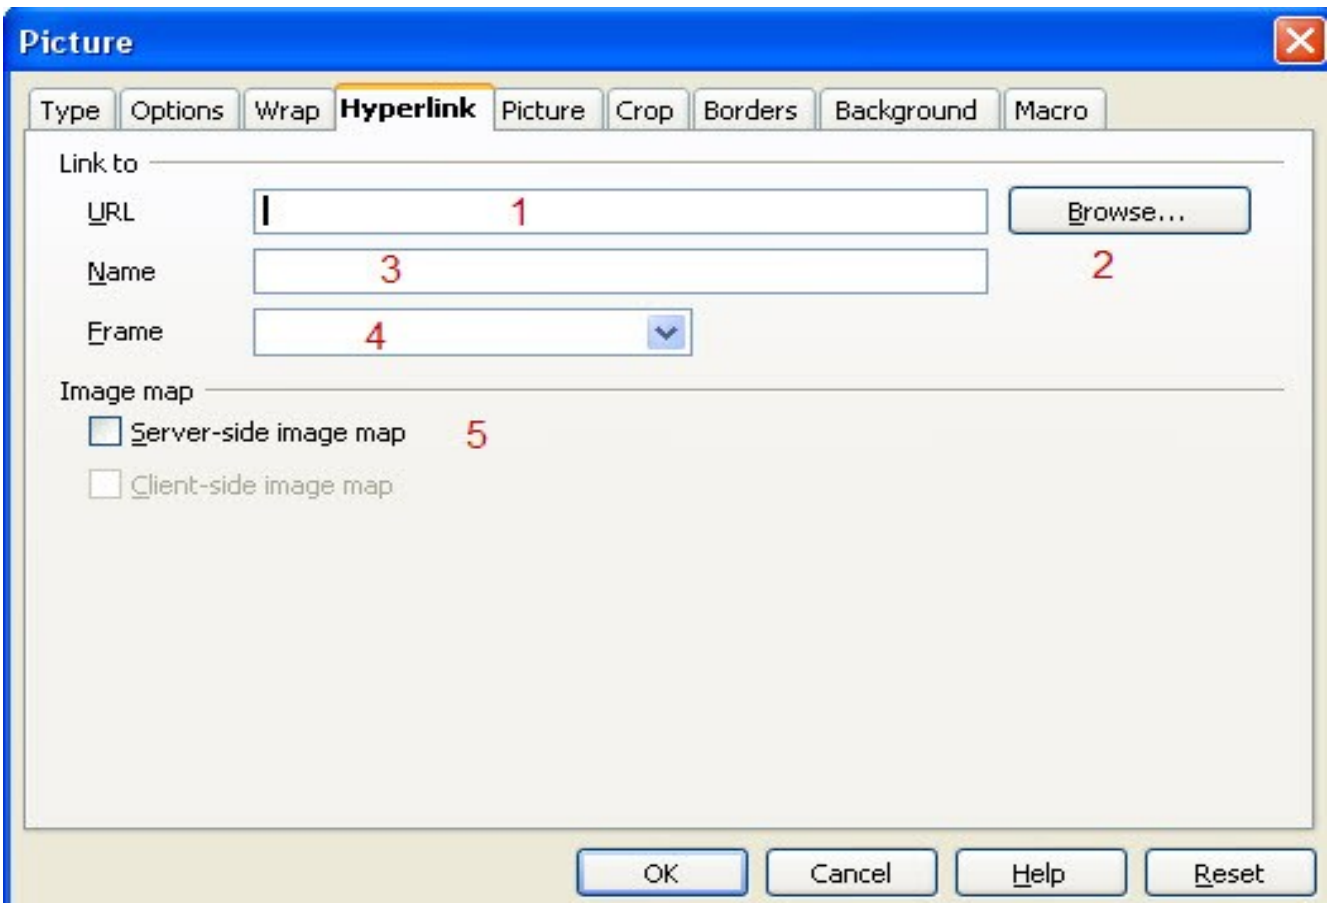 Picture
Type Options Wrap Hyperlink Picture Crop Borders Background Macro
Link to
URL 1 Browse...
Name 3 2
Frame 4
Image map
Server-side image map 5
Client-side image map
OK Cancel Help Reset